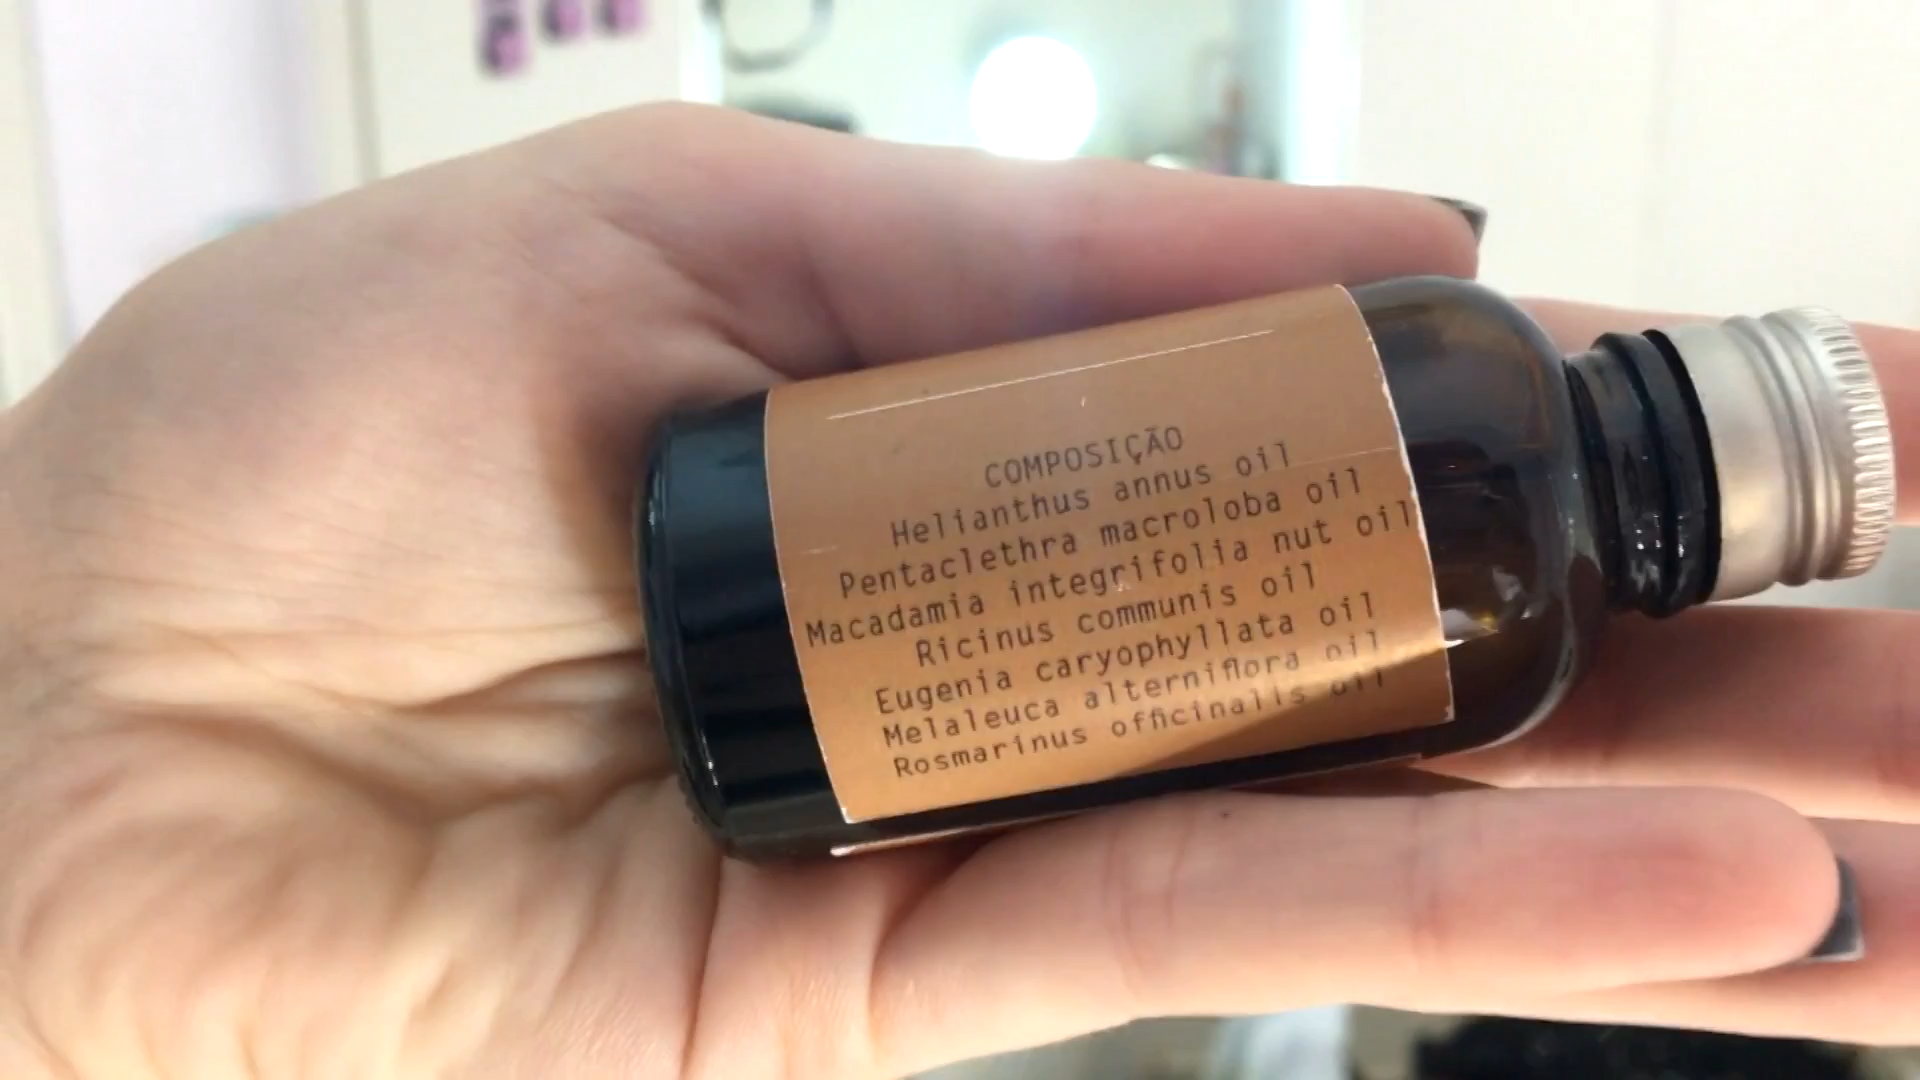 COMPOSIÇÃO
Helianthus annus oil
Pentaclethra macroloba oil
Macadamia integrifolia nut oil
Ricinus communis oil
Eugenia caryophyllata oil
Melaleuca alterniflora oil
Rosmarinus officinalis oil